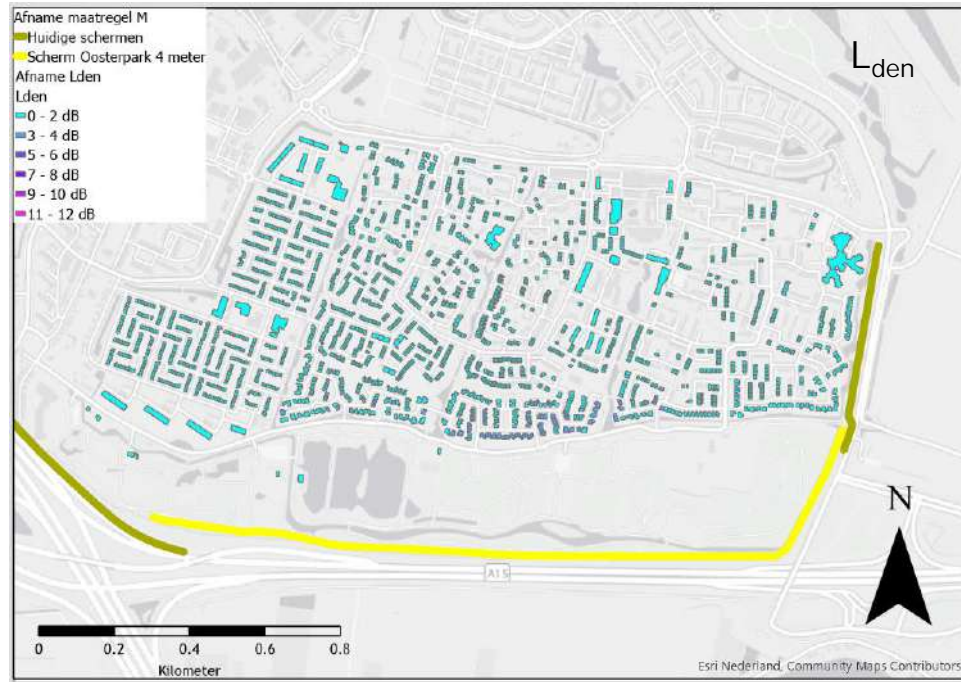 Afname maatregel M
Huidige schermen
Scherm Oosterpark 4 meter
Afname Lden
Lden
0 - 2 dB
3 - 4 dB
5 - 6 dB
7 - 8 dB
9 - 10 dB
11 - 12 dB
Lden
A15
N
0 0.2 0.4 0.6 0.8
Kilometer
Esri Nederland, Community Maps Contributors